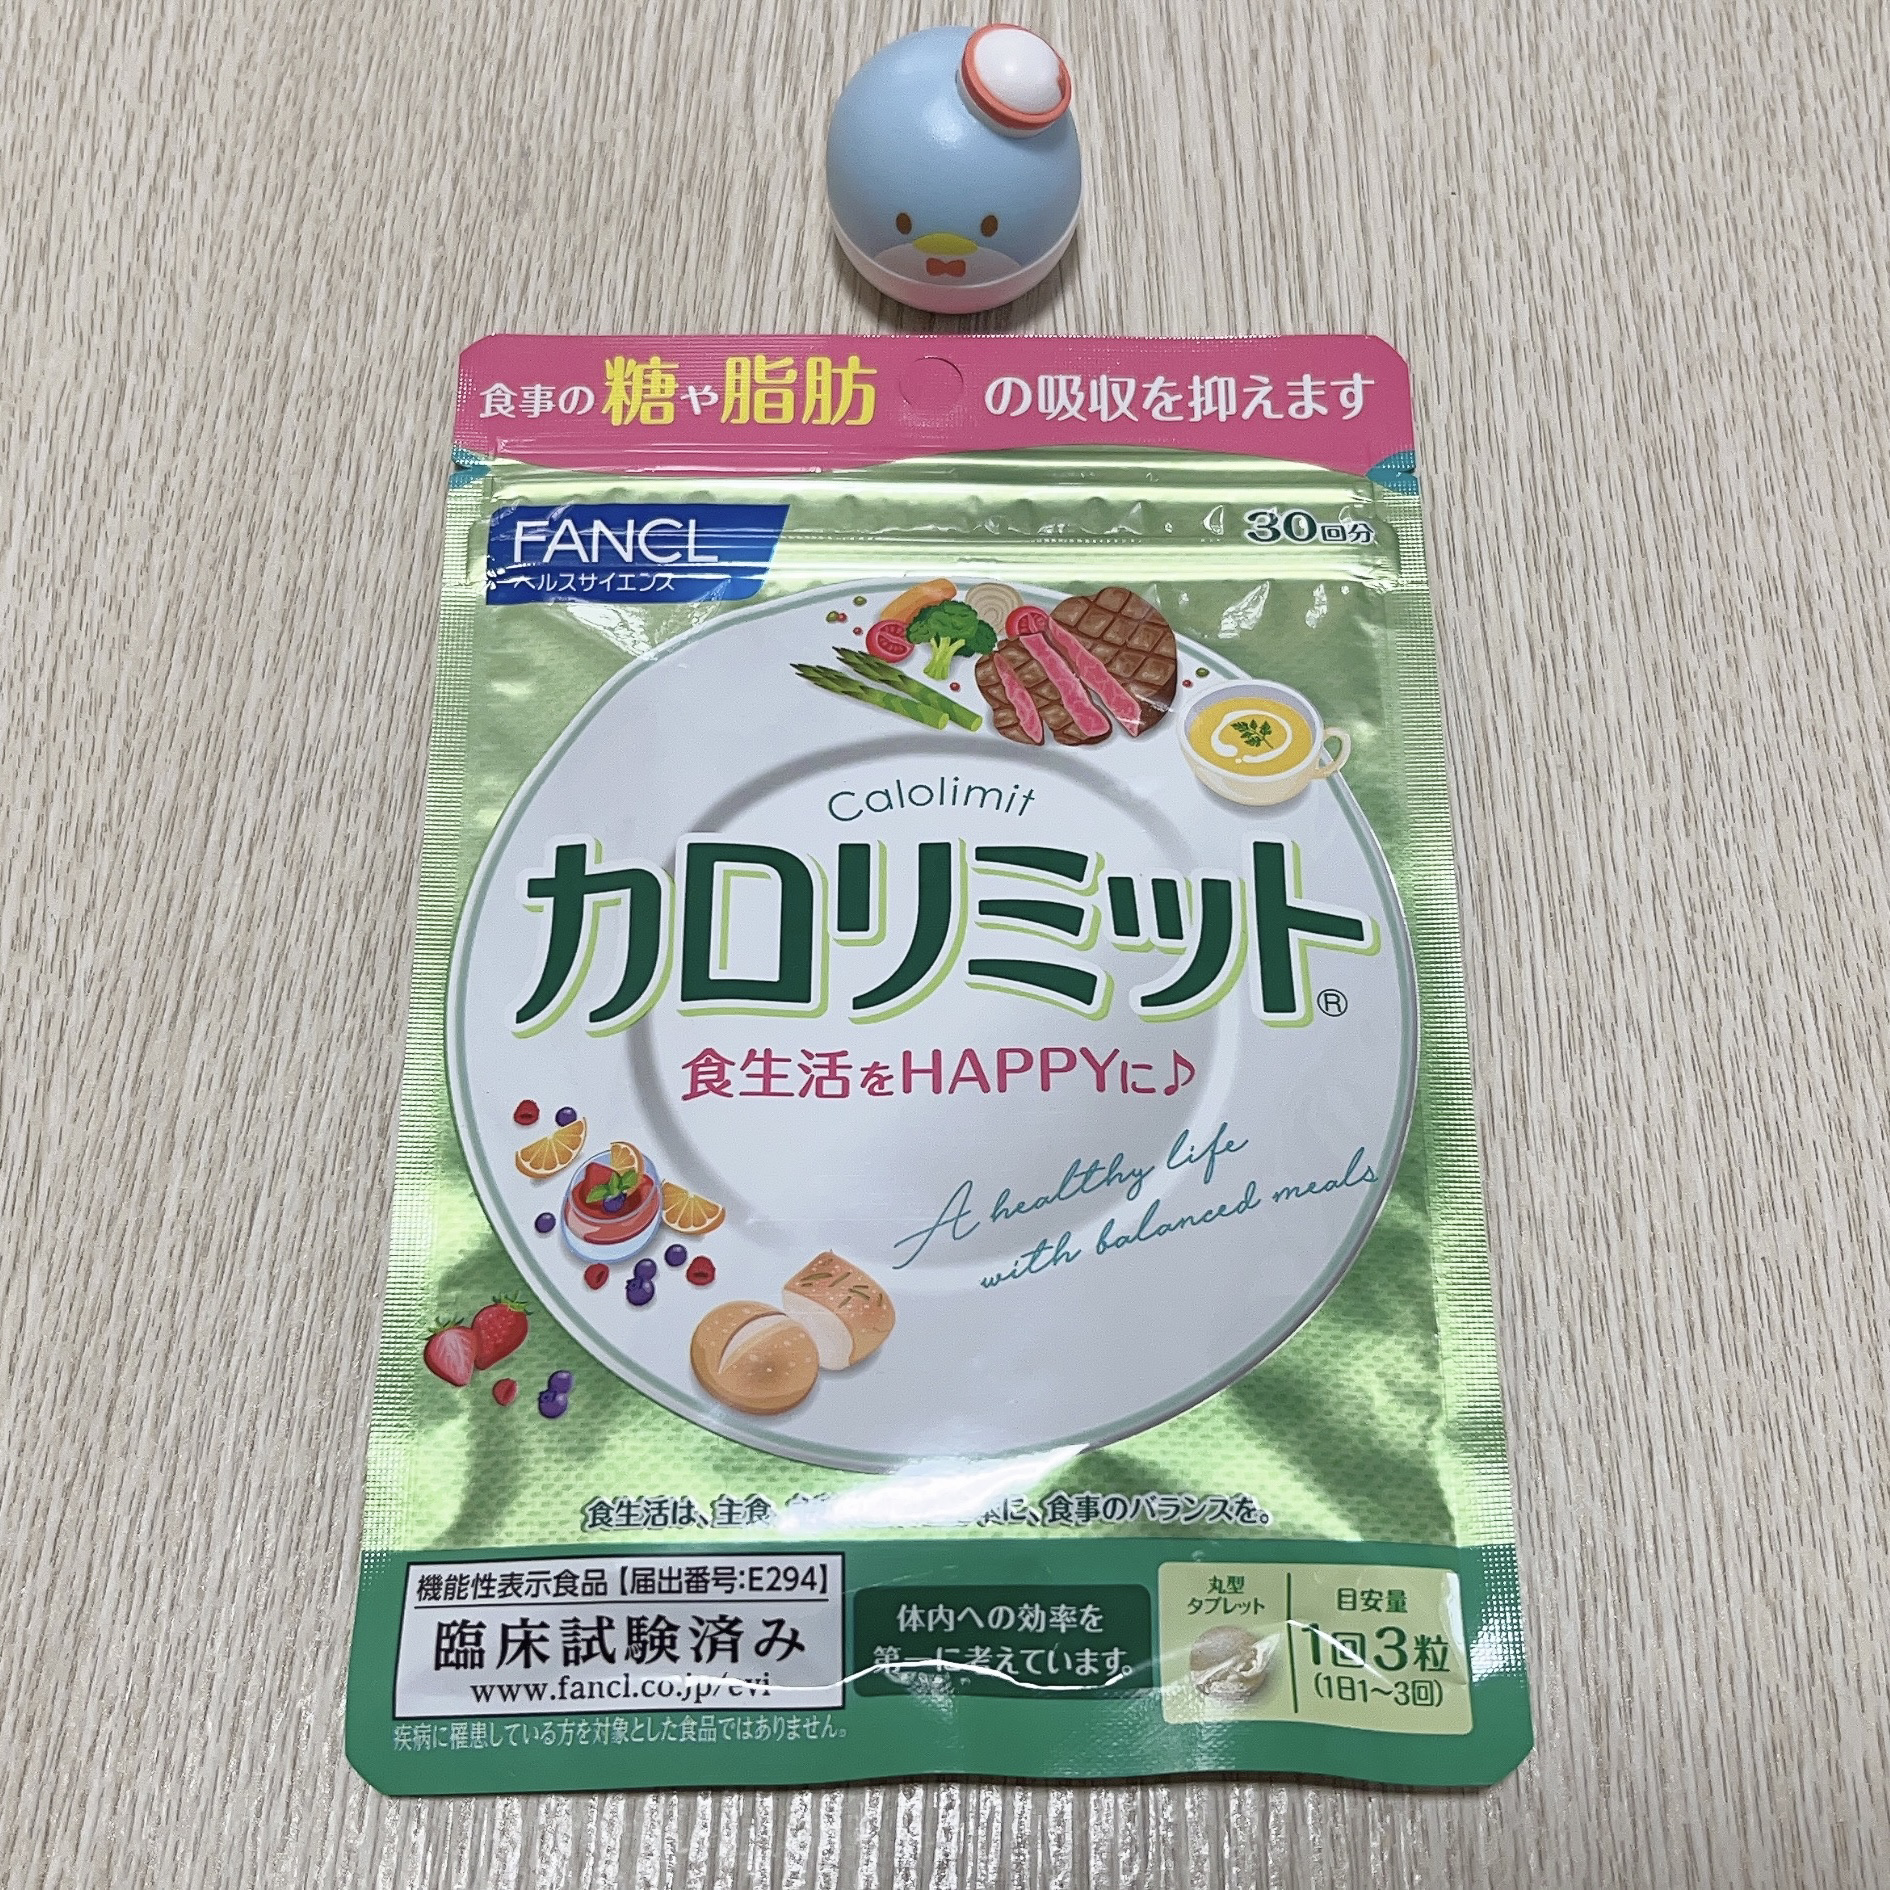 食事の糖や脂肪の吸収を抑えます
FANCL
ヘルスサイエンス
30回分
Calolimit
カロリミット®
食生活をHAPPYに♪
A healthy life
with balanced meals
食生活は、主食、に、食事のバランスを。
機能性表示食品【届出番号:E294】
臨床試験済み
www.fancl.co.jp/evi
疾病に罹患している方を対象とした食品ではありません。
体内への効率を
第一に考えています。
丸型
タブレット
目安量
1回3粒
(1日1〜3回)